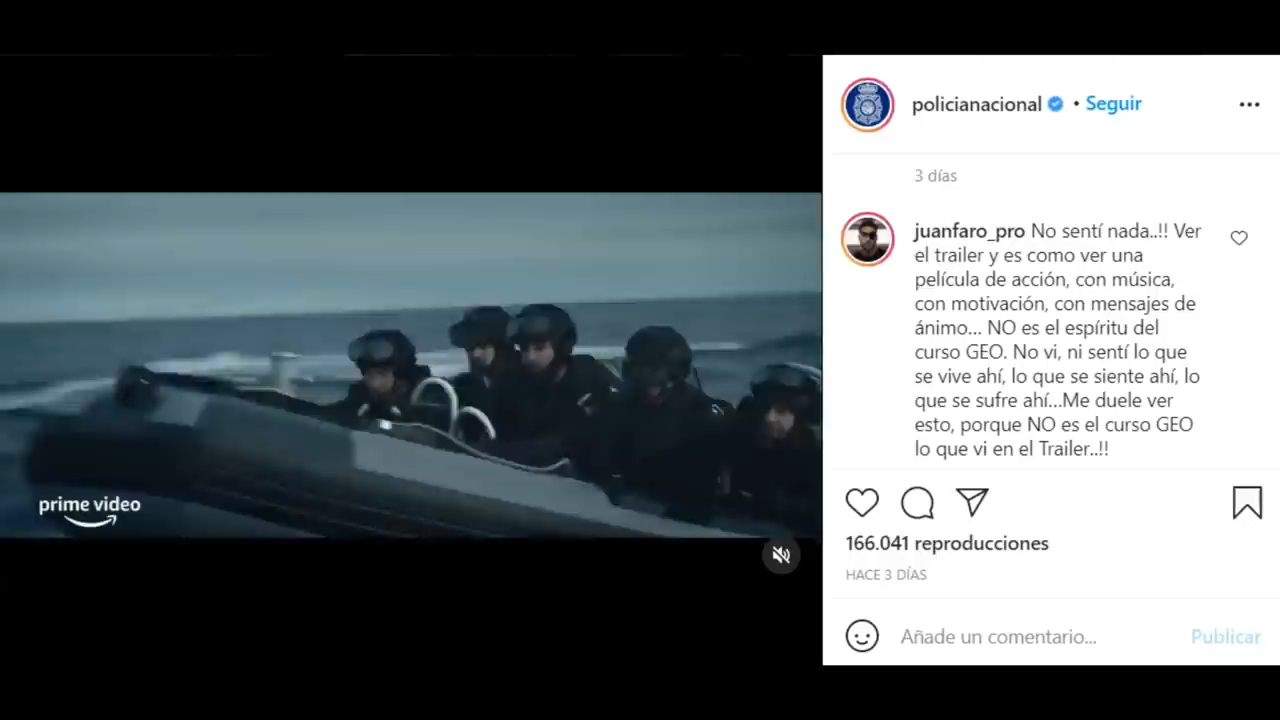 policianacional • Seguir
3 días
juanfaro_pro No sentí nada..!! Ver
el trailer y es como ver una
película de acción, con música,
con motivación, con mensajes de
ánimo... NO es el espíritu del
curso GEO. No vi, ni sentí lo que
se vive ahí, lo que se siente ahí, lo
que se sufre ahí...Me duele ver
esto, porque NO es el curso GEO
lo que vi en el Trailer..!!
prime video
166.041 reproducciones
HACE 3 DÍAS
Añade un comentario... Publicar